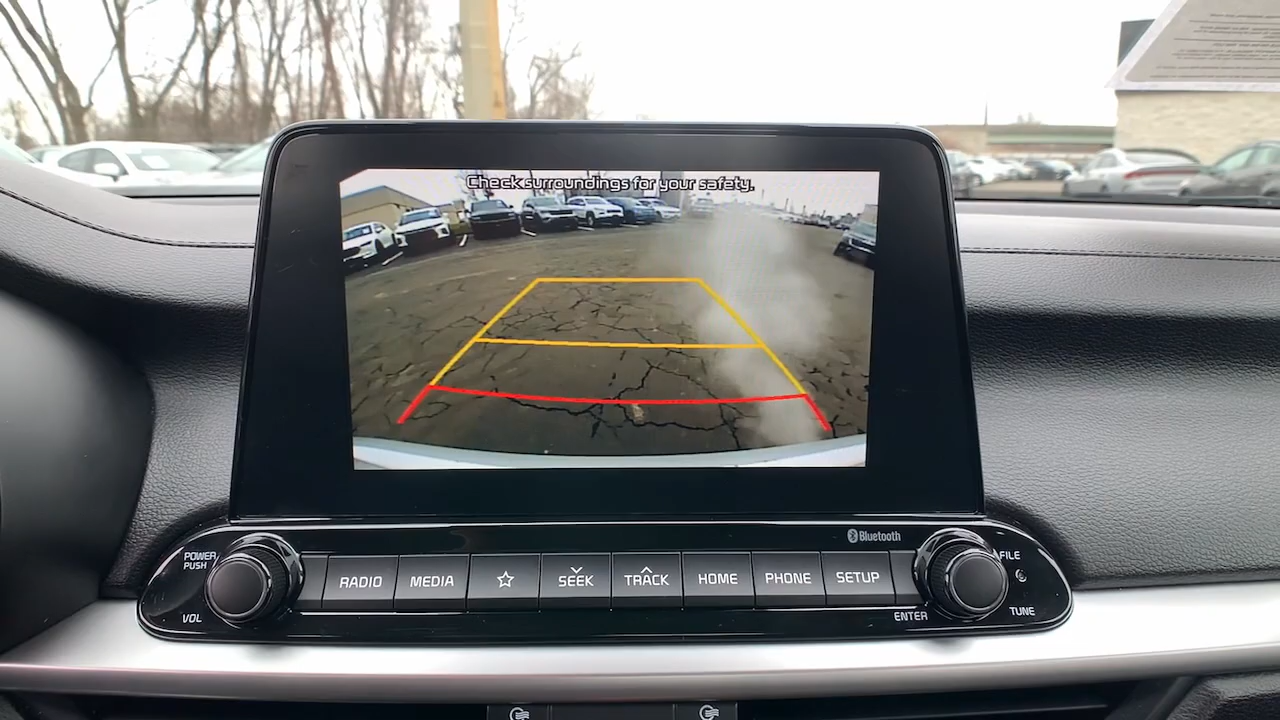 Check surroundings for your safety.
Bluetooth
POWER
PUSH
VOL
RADIO
MEDIA
SEEK
TRACK
HOME
PHONE
SETUP
FILE
ENTER
TUNE